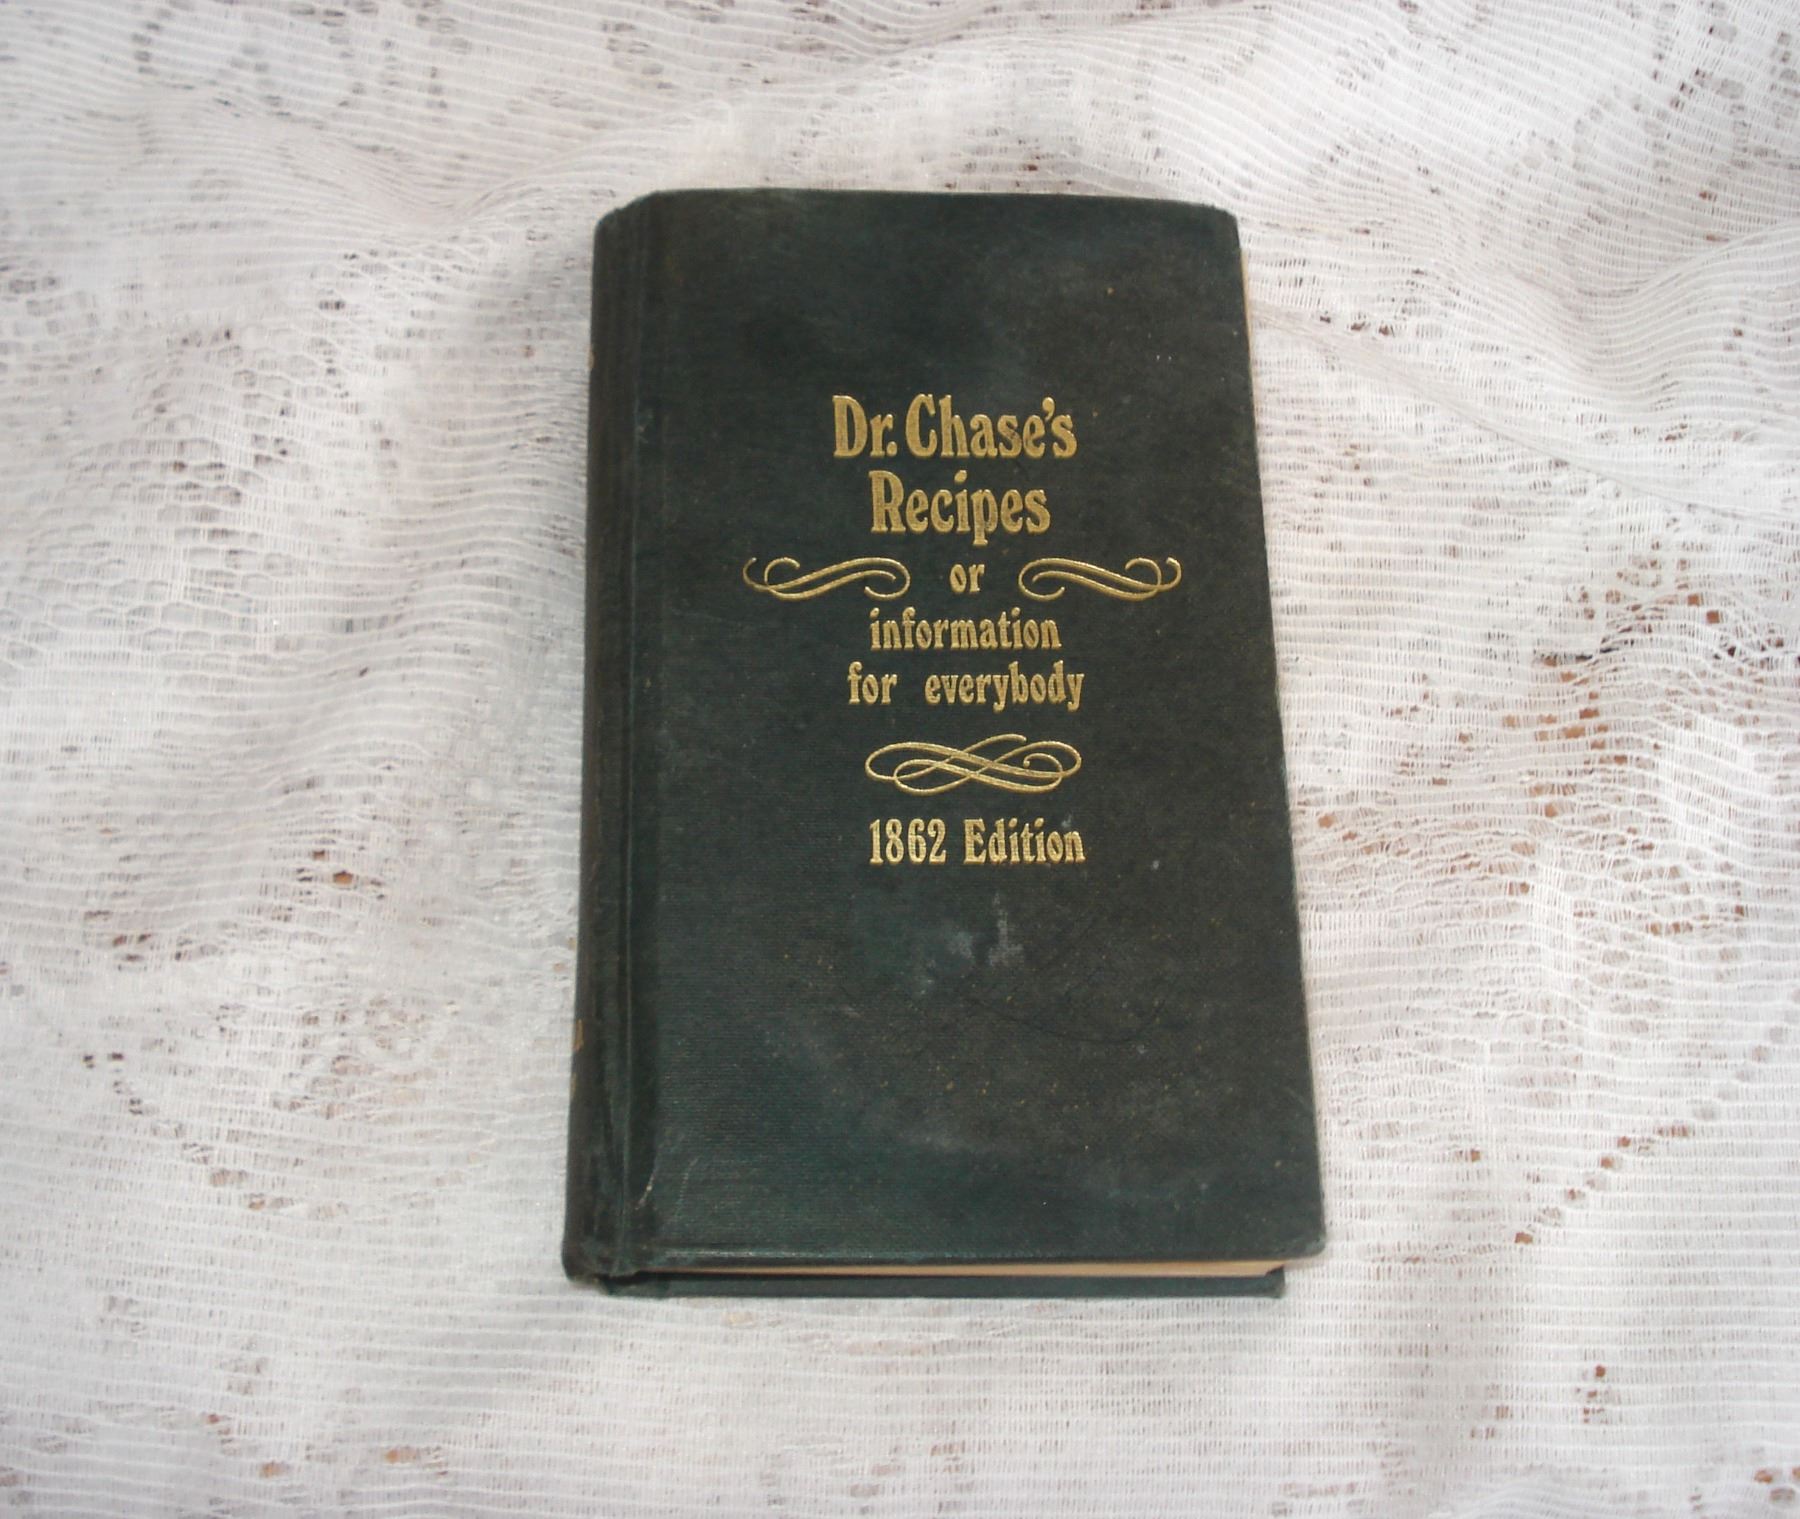 Dr. Chase's
Recipes
or
information
for everybody
1862 Edition